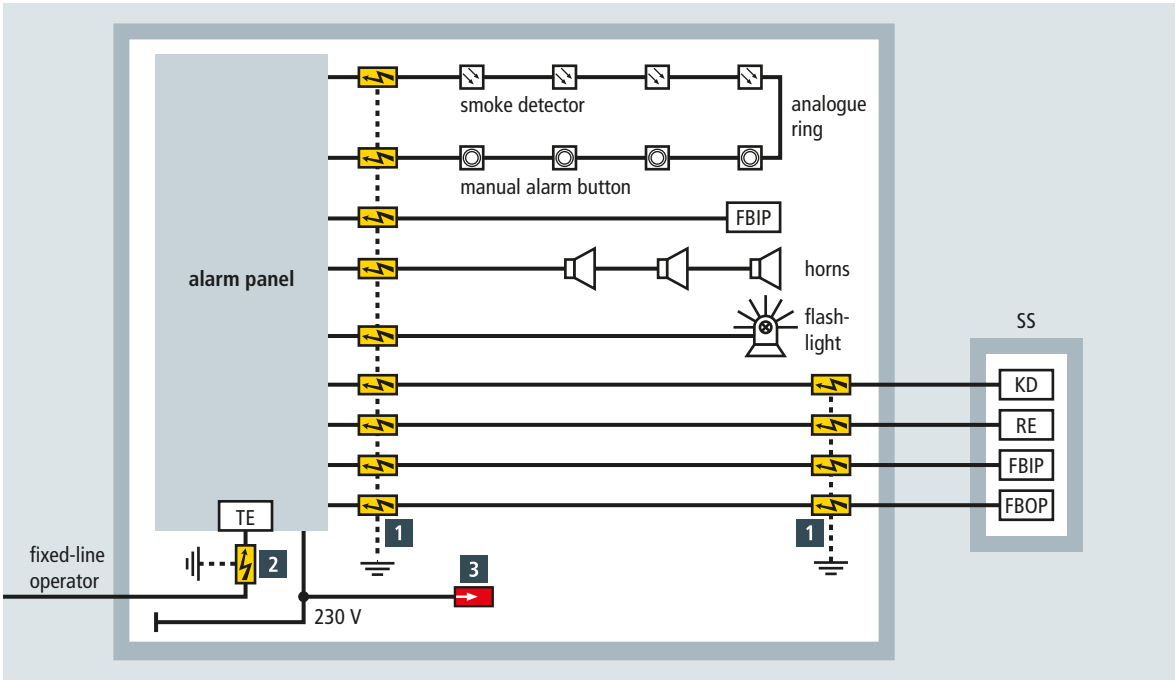 smoke detector
analogue
ring
manual alarm button
FBIP
alarm panel
horns
flash-
light
SS
KD
RE
FBIP
FBOP
TE
1
1
fixed-line
operator
2
3
230 V